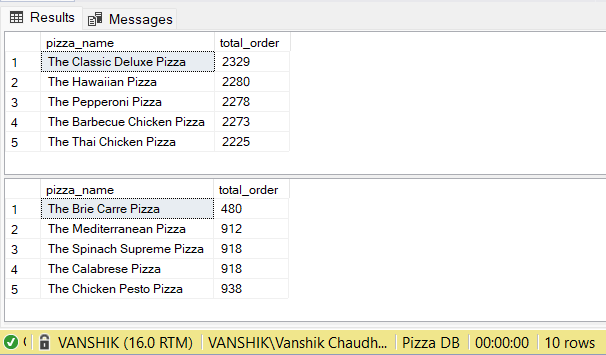 Results Messages
pizza_name total_order
1 The Classic Deluxe Pizza 2329
2 The Hawaiian Pizza 2280
3 The Pepperoni Pizza 2278
4 The Barbecue Chicken Pizza 2273
5 The Thai Chicken Pizza 2225
pizza_name total_order
1 The Brie Carre Pizza 480
2 The Mediterranean Pizza 912
3 The Spinach Supreme Pizza 918
4 The Calabrese Pizza 918
5 The Chicken Pesto Pizza 938
VANSHIK (16.0 RTM) VANSHIK\Vanshik Chaudh... Pizza DB 00:00:00 10 rows